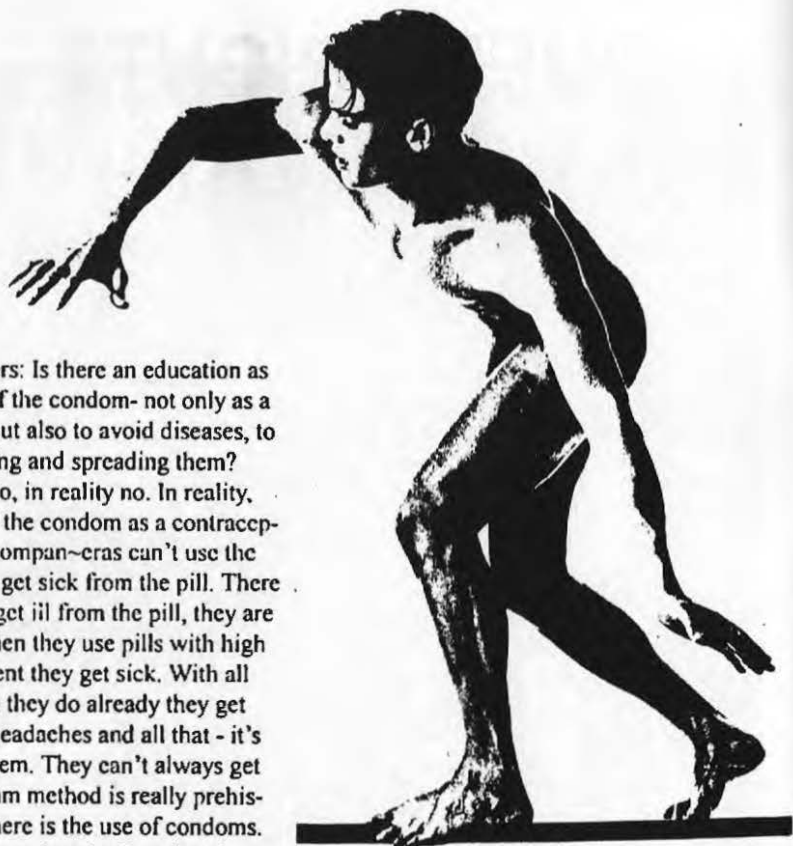 rs: Is there an education as
f the condom- not only as a
ut also to avoid diseases, to
ng and spreading them?
o, in reality no. In reality,
the condom as a contracep-
ompan~eras can't use the
get sick from the pill. There
get iil from the pill, they are
en they use pills with high
ent they get sick. With all
they do already they get
eadaches and all that - it's
em. They can't always get
am method is really prehis-
here is the use of condoms.